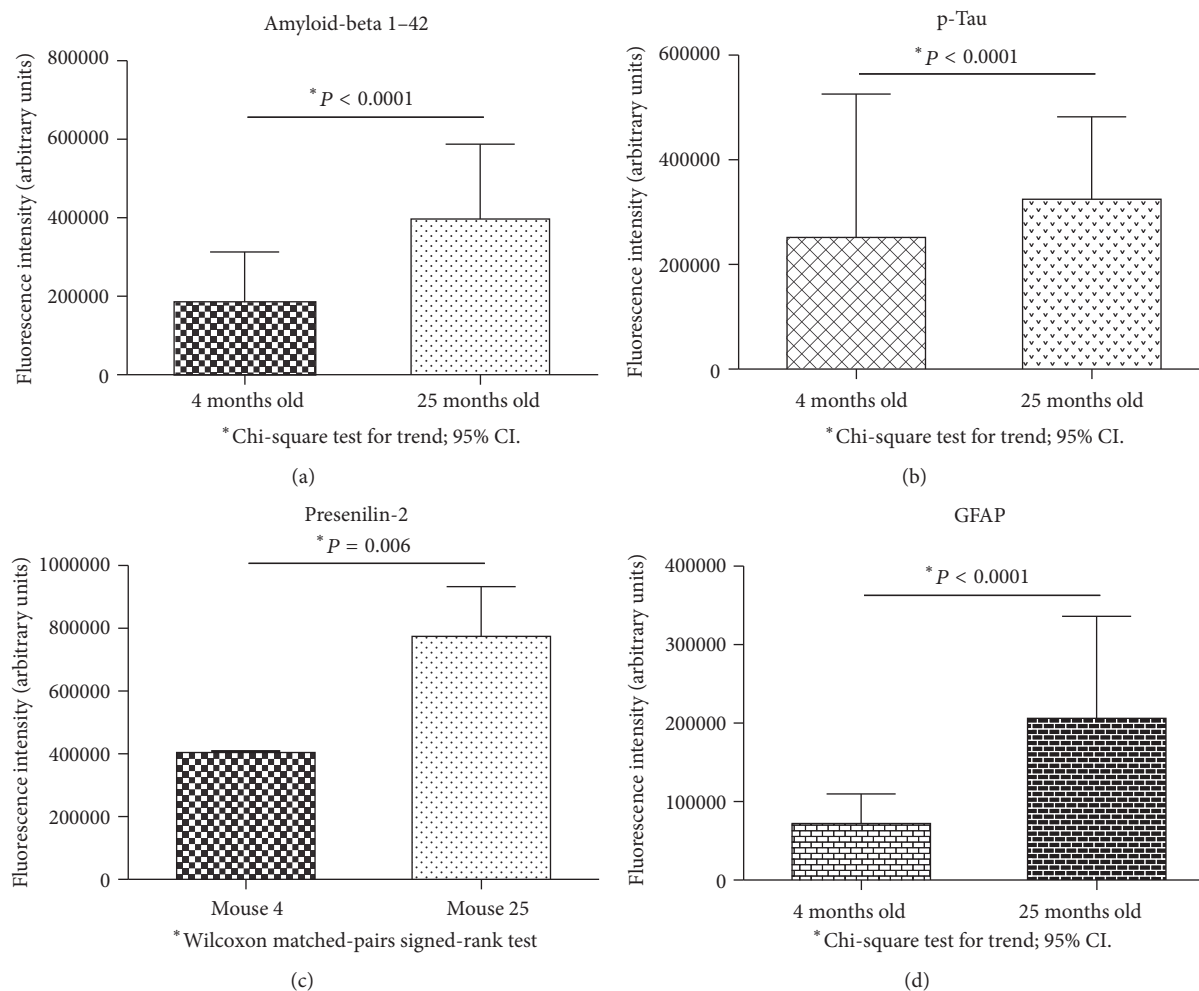 Amyloid-beta 1–42
Fluorescence intensity (arbitrary units)
800000
600000
400000
200000
0
* P < 0.0001
4 months old
25 months old
* Chi-square test for trend; 95% CI.
(a)
p-Tau
Fluorescence intensity (arbitrary units)
600000
400000
200000
0
* P < 0.0001
4 months old
25 months old
* Chi-square test for trend; 95% CI.
(b)
Presenilin-2
Fluorescence intensity (arbitrary units)
1000000
800000
600000
400000
200000
0
* P = 0.006
Mouse 4
Mouse 25
* Wilcoxon matched-pairs signed-rank test
(c)
GFAP
Fluorescence intensity (arbitrary units)
400000
300000
200000
100000
0
* P < 0.0001
4 months old
25 months old
* Chi-square test for trend; 95% CI.
(d)